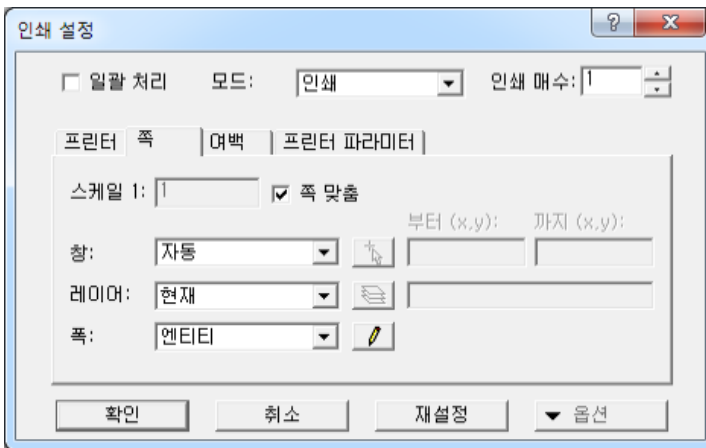 인쇄 설정
일괄 처리 모드: 인쇄 인쇄 매수: 1
프린터 쪽 여백 프린터 파라미터
스케일 1: 1 쪽 맞춤
부터 (x,y): 까지 (x,y):
창: 자동
레이어: 현재
폭: 엔티티
확인 취소 재설정 옵션